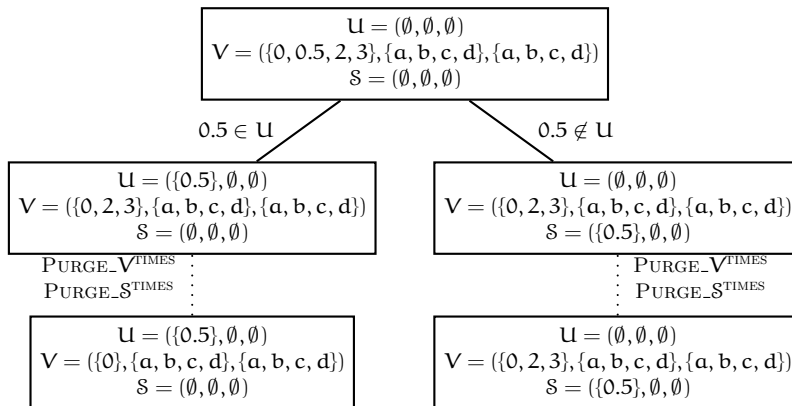 U = (∅, ∅, ∅)
V = ({0, 0.5, 2, 3}, {a, b, c, d}, {a, b, c, d})
S = (∅, ∅, ∅)
0.5 ∈ U
0.5 ∉ U
U = ({0.5}, ∅, ∅)
V = ({0, 2, 3}, {a, b, c, d}, {a, b, c, d})
S = (∅, ∅, ∅)
U = (∅, ∅, ∅)
V = ({0, 2, 3}, {a, b, c, d}, {a, b, c, d})
S = ({0.5}, ∅, ∅)
PURGE_V^TIMES
PURGE_S^TIMES
PURGE_V^TIMES
PURGE_S^TIMES
U = ({0.5}, ∅, ∅)
V = ({0}, {a, b, c, d}, {a, b, c, d})
S = (∅, ∅, ∅)
U = (∅, ∅, ∅)
V = ({0, 2, 3}, {a, b, c, d}, {a, b, c, d})
S = ({0.5}, ∅, ∅)